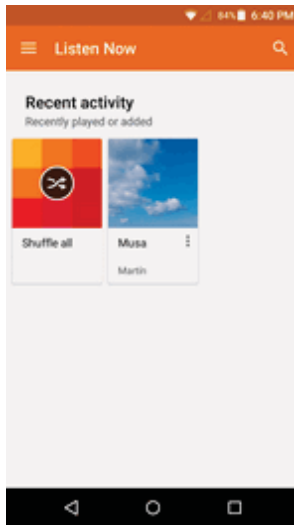 84% 6:40 PM
Listen Now
Recent activity
Recently played or added
Shuffle all
Musa
Martin